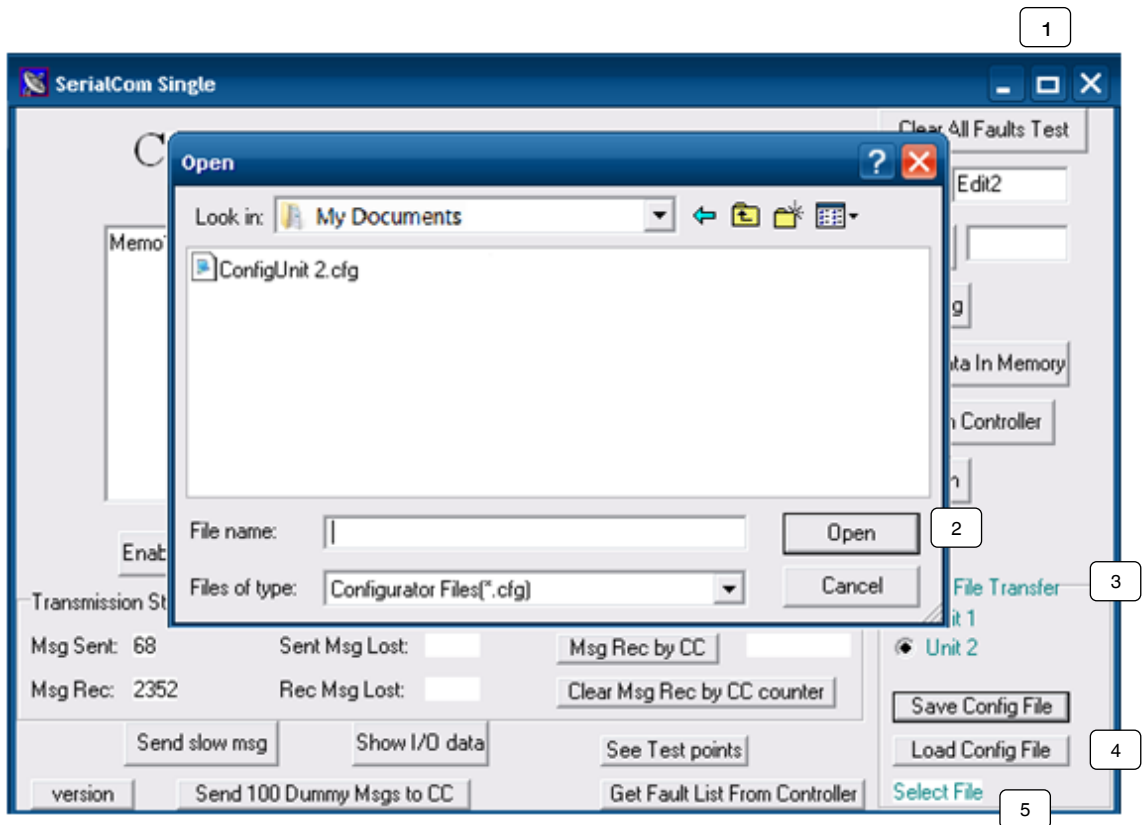 1
SerialCom Single
Clear All Faults Test
C
Open
Edit2
Look in: My Documents
Memo
ConfigUnit 2.cfg
g
ta In Memory
Controller
n
File name:
Open
2
Enab
Files of type: Configurator Files(*.cfg)
Cancel
File Transfer
3
Transmission St
it 1
Msg Sent: 68 Sent Msg Lost: Msg Rec by CC
Unit 2
Msg Rec: 2352 Rec Msg Lost: Clear Msg Rec by CC counter
Save Config File
Send slow msg Show I/O data See Test points
Load Config File
4
version Send 100 Dummy Msgs to CC Get Fault List From Controller
Select File
5